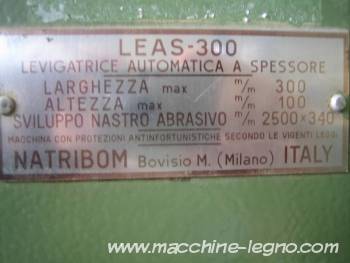 LEAS-300
LEVIGATRICE AUTOMATICA A SPESSORE
LARGHEZZA max m/m 300
ALTEZZA max m/m 100
SVILUPPO NASTRO ABRASIVO m/m 2500×340
MACCHINA CON PROTEZIONI ANTINFORTUNISTICHE SECONDO LE VIGENTI LEGGI
NATRIBOM Bovisio M. (Milano) ITALY
www.macchine-legno.com